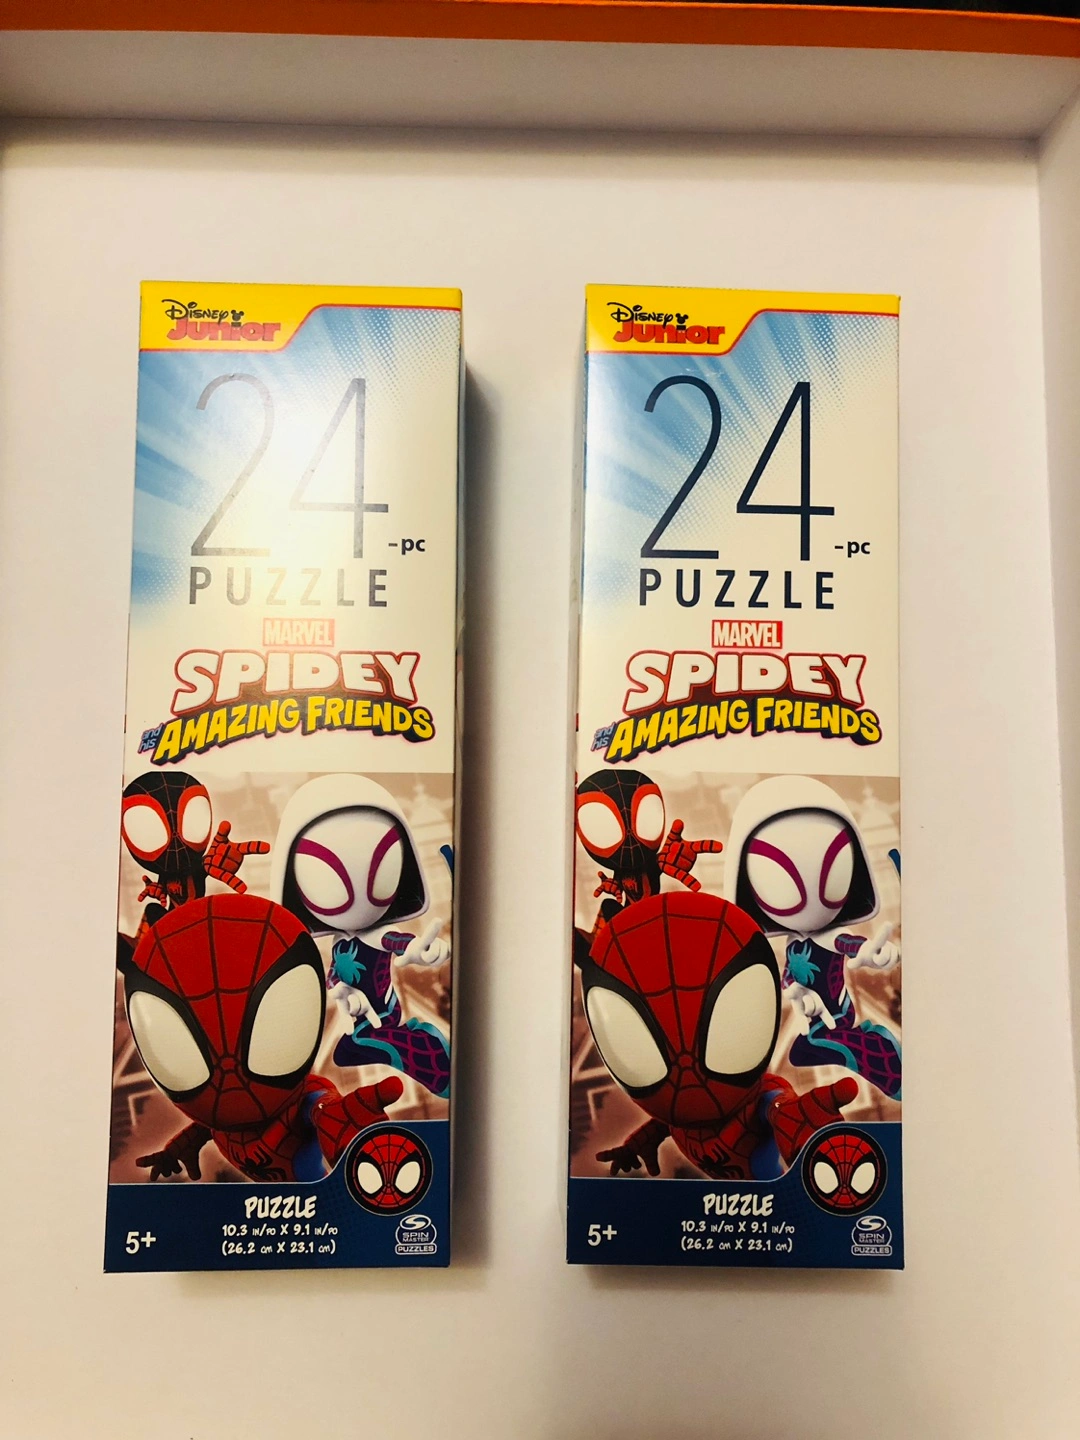 Disney
Junior
24
-pc
PUZZLE
MARVEL
SPIDEY
and his
AMAZING FRIENDS
PUZZLE
10.3 IN/PO X 9.1 IN/PO
(26.2 cm X 23.1 cm)
5+
SPIN
MASTER
PUZZLES
Disney
Junior
24
-pc
PUZZLE
MARVEL
SPIDEY
and his
AMAZING FRIENDS
PUZZLE
10.3 IN/PO X 9.1 IN/PO
(26.2 cm X 23.1 cm)
5+
SPIN
MASTER
PUZZLES